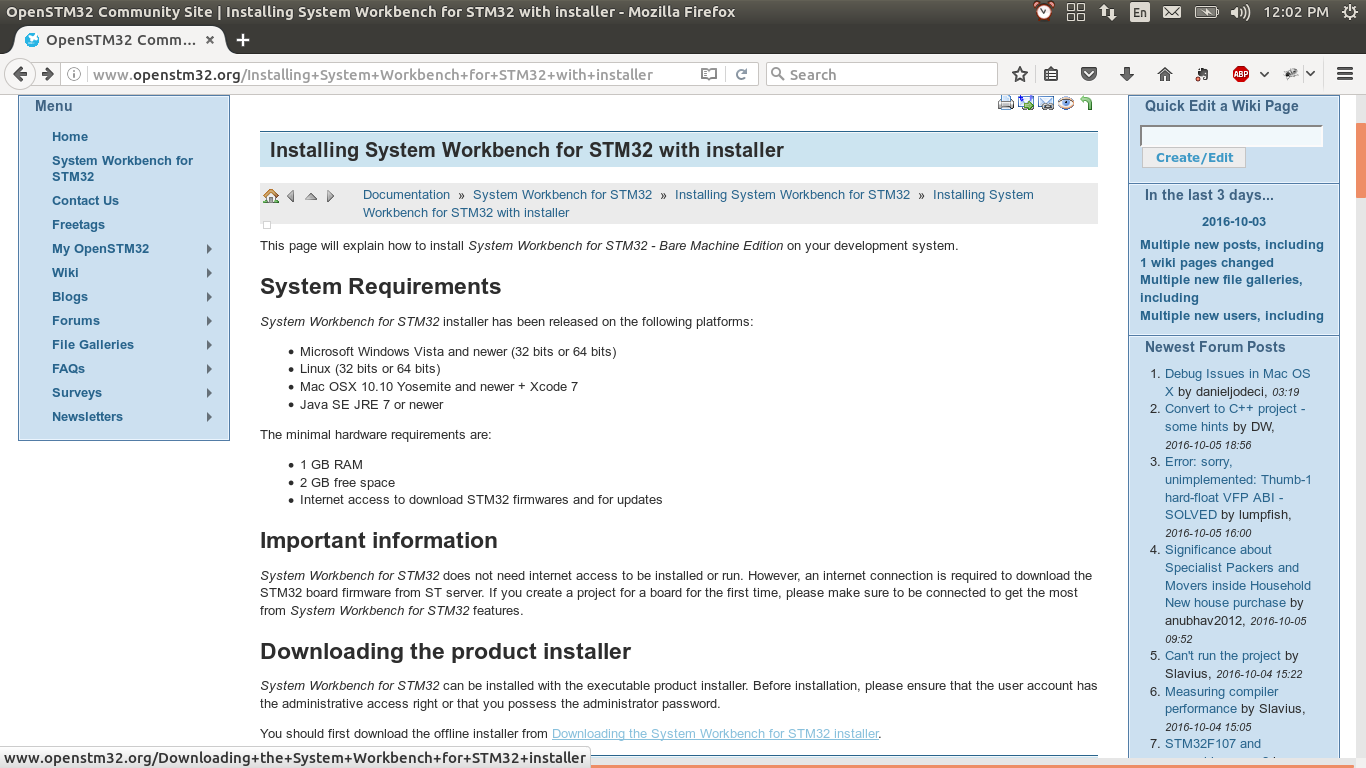 OpenSTM32 Community Site | Installing System Workbench for STM32 with installer - Mozilla Firefox
En
12:02 PM
OpenSTM32 Comm... × +
www.openstm32.org/Installing+System+Workbench+for+STM32+with+installer
Search
ABP
Menu
Home
System Workbench for
STM32
Contact Us
Freetags
My OpenSTM32
Wiki
Blogs
Forums
File Galleries
FAQs
Surveys
Newsletters
Installing System Workbench for STM32 with installer
Documentation » System Workbench for STM32 » Installing System Workbench for STM32 » Installing System
Workbench for STM32 with installer
This page will explain how to install System Workbench for STM32 - Bare Machine Edition on your development system.
System Requirements
System Workbench for STM32 installer has been released on the following platforms:
• Microsoft Windows Vista and newer (32 bits or 64 bits)
• Linux (32 bits or 64 bits)
• Mac OSX 10.10 Yosemite and newer + Xcode 7
• Java SE JRE 7 or newer
The minimal hardware requirements are:
• 1 GB RAM
• 2 GB free space
• Internet access to download STM32 firmwares and for updates
Important information
System Workbench for STM32 does not need internet access to be installed or run. However, an internet connection is required to download the
STM32 board firmware from ST server. If you create a project for a board for the first time, please make sure to be connected to get the most
from System Workbench for STM32 features.
Downloading the product installer
System Workbench for STM32 can be installed with the executable product installer. Before installation, please ensure that the user account has
the administrative access right or that you possess the administrator password.
You should first download the offline installer from Downloading the System Workbench for STM32 installer.
Quick Edit a Wiki Page
Create/Edit
In the last 3 days...
2016-10-03
Multiple new posts, including
1 wiki pages changed
Multiple new file galleries,
including
Multiple new users, including
Newest Forum Posts
1. Debug Issues in Mac OS
X by danieljodeci, 03:19
2. Convert to C++ project -
some hints by DW,
2016-10-05 18:56
3. Error: sorry,
unimplemented: Thumb-1
hard-float VFP ABI -
SOLVED by lumpfish,
2016-10-05 16:00
4. Significance about
Specialist Packers and
Movers inside Household
New house purchase by
anubhav2012, 2016-10-05
09:52
5. Can't run the project by
Slavius, 2016-10-04 15:22
6. Measuring compiler
performance by Slavius,
2016-10-04 15:05
7. STM32F107 and
www.openstm32.org/Downloading+the+System+Workbench+for+STM32+installer